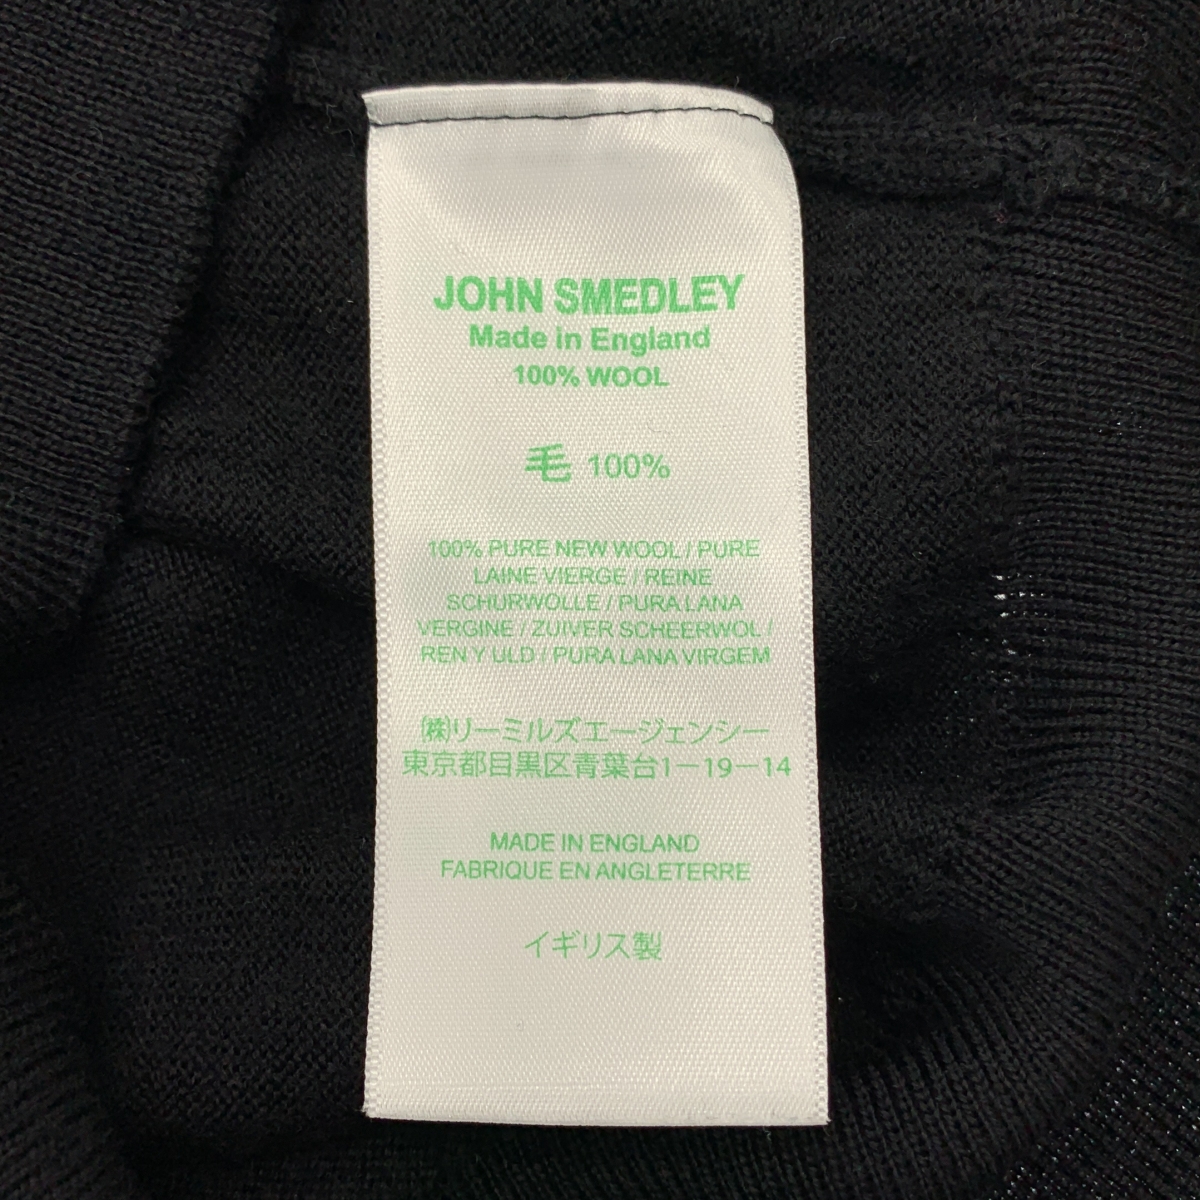 JOHN SMEDLEY
Made in England
100% WOOL
毛 100%
100% PURE NEW WOOL / PURE
LAINE VIERGE / REINE
SCHURWOLLE / PURA LANA
VERGINE / ZUIVER SCHEERWOL /
REN Y ULD / PURA LANA VIRGEM
㈱リーミルズエージェンシー
東京都目黒区青葉台1ー19ー14
MADE IN ENGLAND
FABRIQUE EN ANGLETERRE
イギリス製